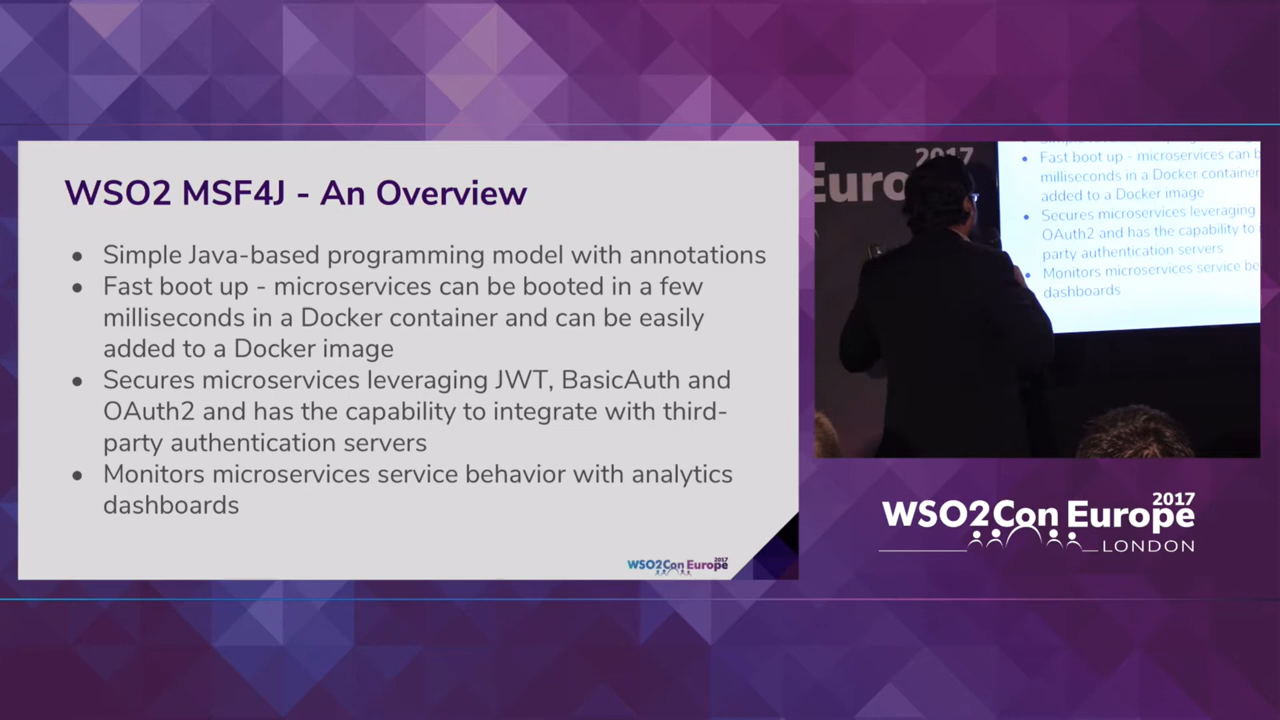 WSO2 MSF4J - An Overview
• Simple Java-based programming model with annotations
• Fast boot up - microservices can be booted in a few
milliseconds in a Docker container and can be easily
added to a Docker image
• Secures microservices leveraging JWT, BasicAuth and
OAuth2 and has the capability to integrate with third-
party authentication servers
• Monitors microservices service behavior with analytics
dashboards
2017
WSO2Con Europe
2017
Euro
• Fast boot up - microservices can b
milliseconds in a Docker container
added to a Docker image
• Secures microservices leveraging
OAuth2 and has the capability to
party authentication servers
• Monitors microservices service be
dashboards
2017
WSO2Con Europe
LONDON